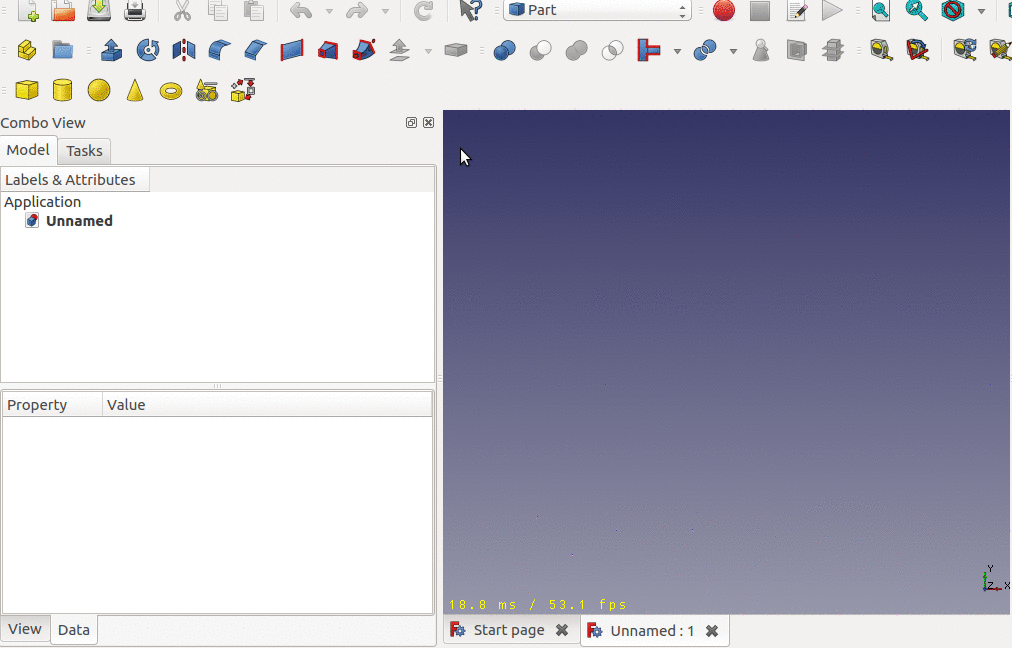 Part
Combo View
Model Tasks
Labels & Attributes
Application
Unnamed
Property Value
View Data
18.8 ms / 53.1 fps
Y
Z X
Start page Unnamed : 1